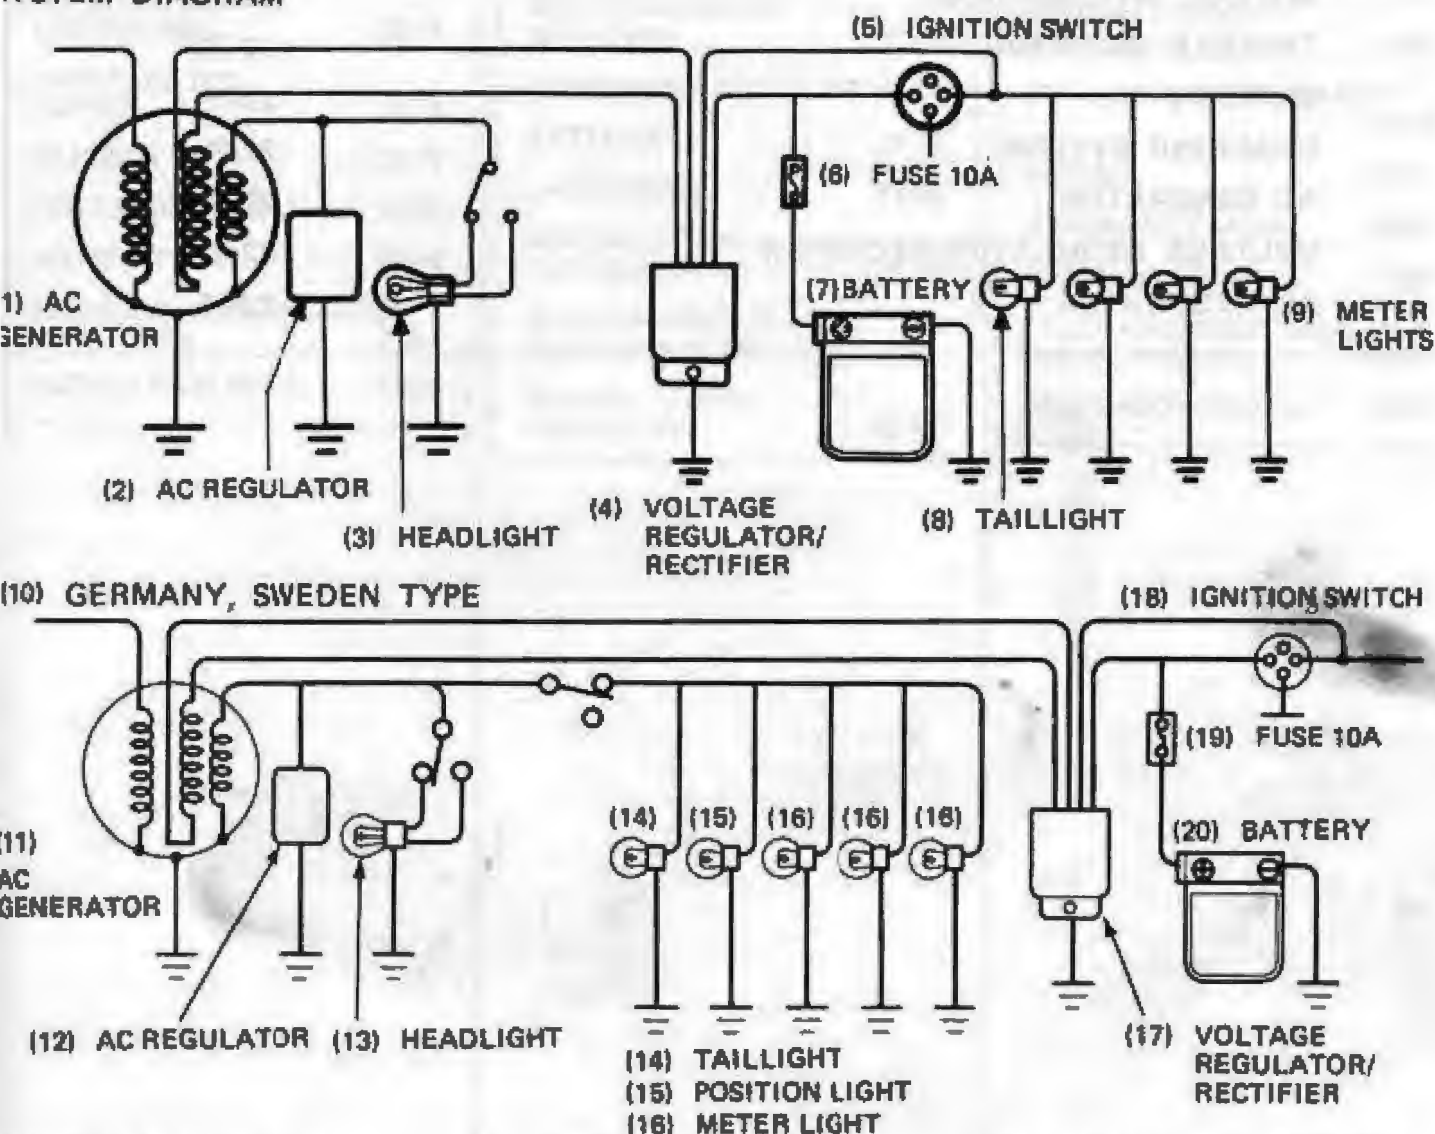 DIAGRAM
(5) IGNITION SWITCH
(6) FUSE 10A
(7) BATTERY
1) AC
GENERATOR
(9) METER
LIGHTS
(2) AC REGULATOR
(3) HEADLIGHT
(4) VOLTAGE
REGULATOR/
RECTIFIER
(8) TAILLIGHT
(10) GERMANY, SWEDEN TYPE
(18) IGNITION SWITCH
(19) FUSE 10A
(14) (15) (16) (16) (16)
(20) BATTERY
(11)
AC
GENERATOR
(12) AC REGULATOR
(13) HEADLIGHT
(14) TAILLIGHT
(15) POSITION LIGHT
(16) METER LIGHT
(17) VOLTAGE
REGULATOR/
RECTIFIER